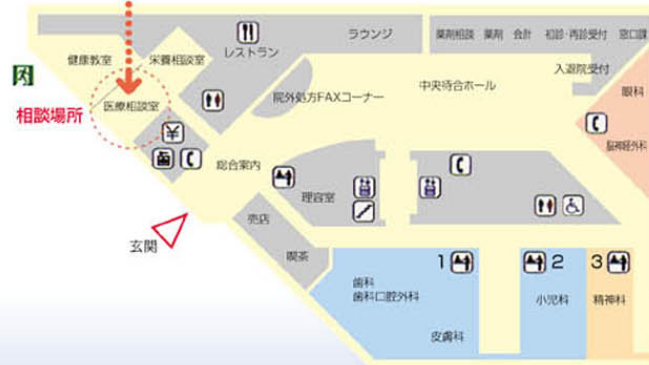 ラウンジ
薬剤相談 薬剤 会計 初診・再診受付 窓口課
レストラン
健康教室
栄養相談室
入退院受付
中央待合ホール
眼科
院外処方FAXコーナー
医療相談室
相談場所
¥
脳神経外科
総合案内
理容室
売店
玄関
喫茶
1
2
3
歯科
歯科口腔外科
小児科
精神科
皮膚科